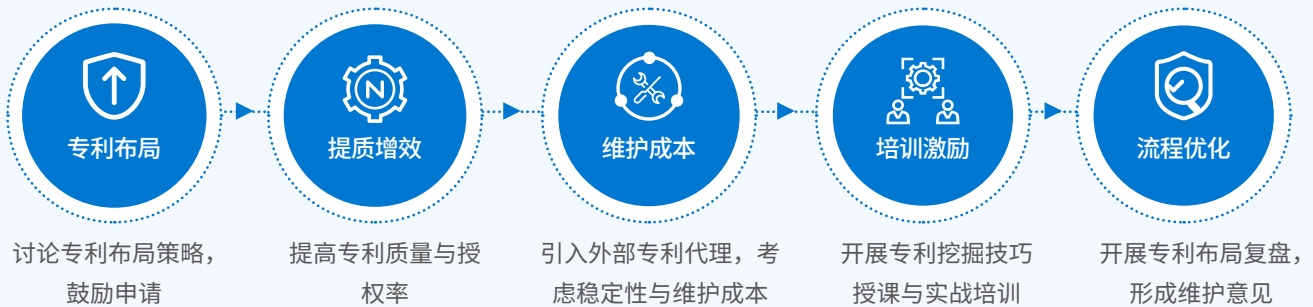 专利布局
N
提质增效
维护成本
培训激励
流程优化
讨论专利布局策略，
鼓励申请
提高专利质量与授
权率
引入外部专利代理，考
虑稳定性与维护成本
开展专利挖掘技巧
授课与实战培训
开展专利布局复盘，
形成维护意见